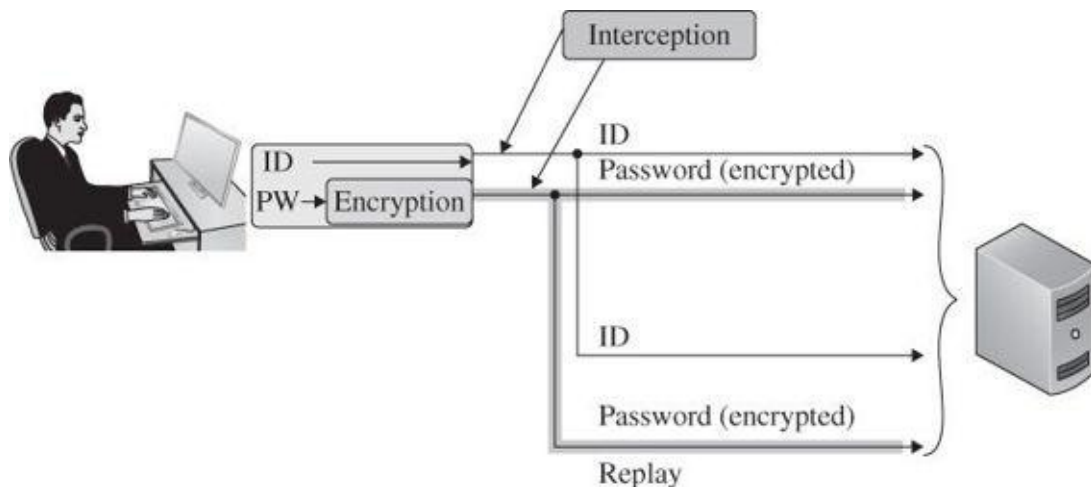 Interception
ID
ID
Password (encrypted)
PW
Encryption
ID
Password (encrypted)
Replay